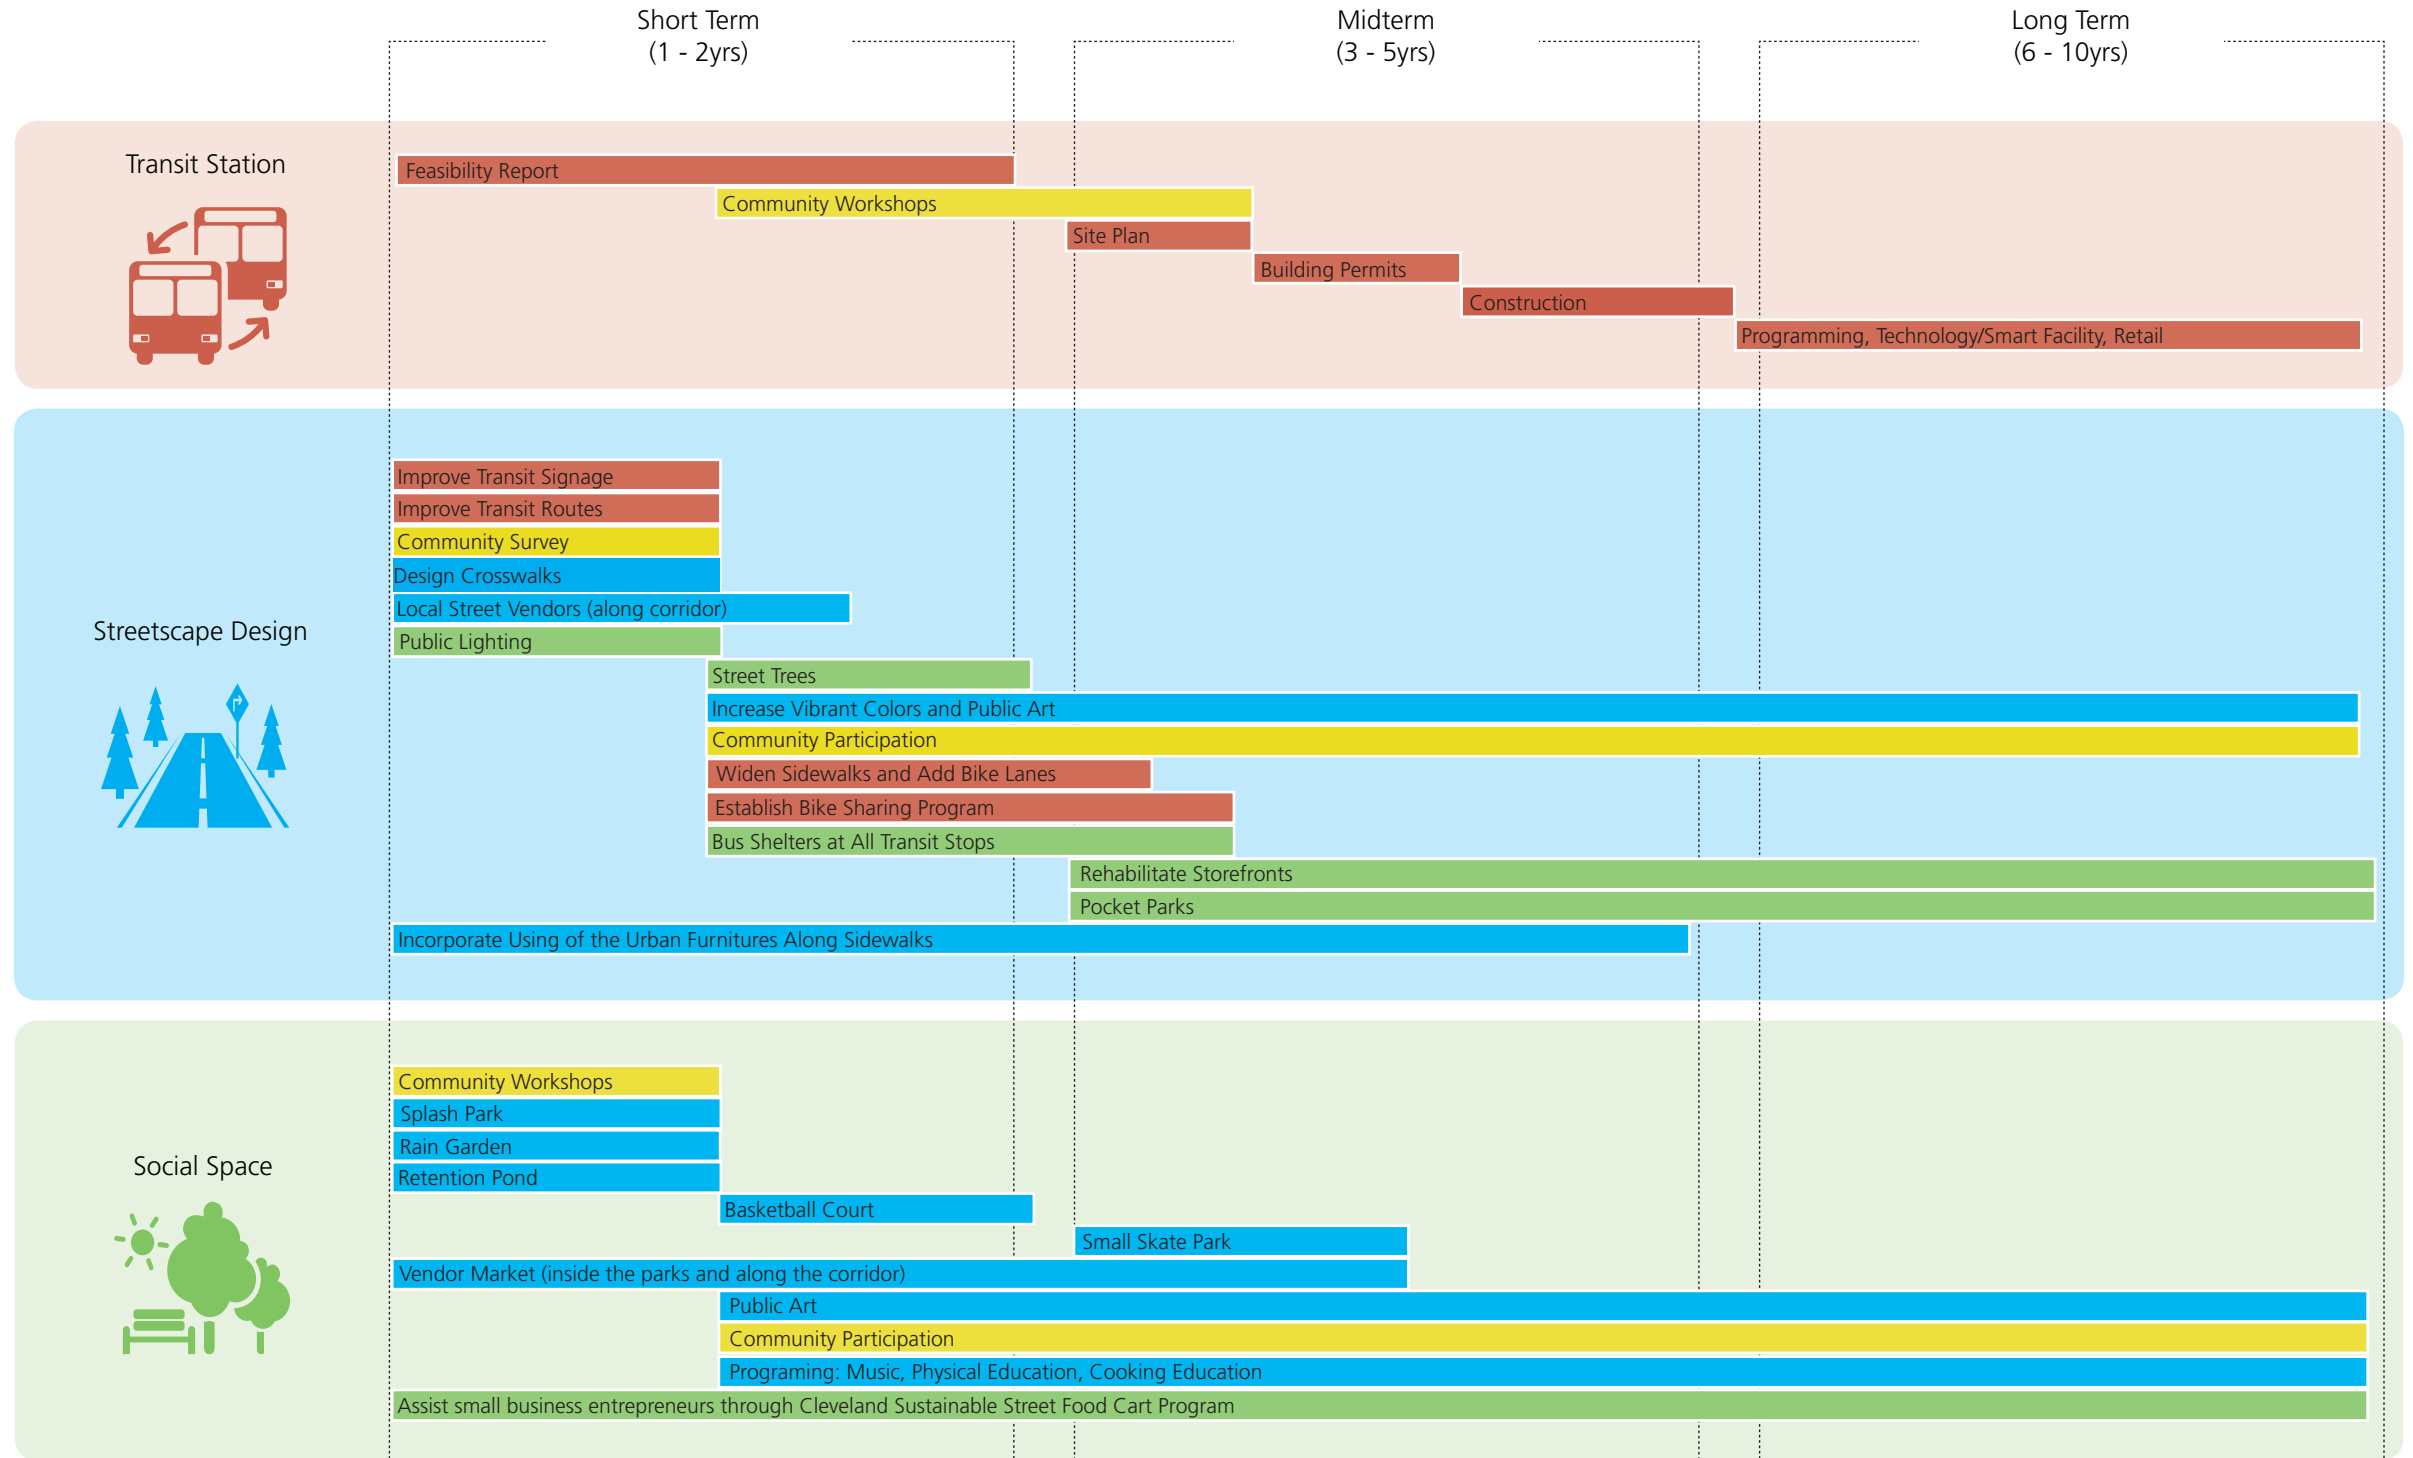 Short Term
(1 - 2yrs)
Midterm
(3 - 5yrs)
Long Term
(6 - 10yrs)
Transit Station
Feasibility Report
Community Workshops
Site Plan
Building Permits
Construction
Programming, Technology/Smart Facility, Retail
Streetscape Design
Improve Transit Signage
Improve Transit Routes
Community Survey
Design Crosswalks
Local Street Vendors (along corridor)
Public Lighting
Street Trees
Increase Vibrant Colors and Public Art
Community Participation
Widen Sidewalks and Add Bike Lanes
Establish Bike Sharing Program
Bus Shelters at All Transit Stops
Rehabilitate Storefronts
Pocket Parks
Incorporate Using of the Urban Furnitures Along Sidewalks
Social Space
Community Workshops
Splash Park
Rain Garden
Retention Pond
Basketball Court
Small Skate Park
Vendor Market (inside the parks and along the corridor)
Public Art
Community Participation
Programing: Music, Physical Education, Cooking Education
Assist small business entrepreneurs through Cleveland Sustainable Street Food Cart Program